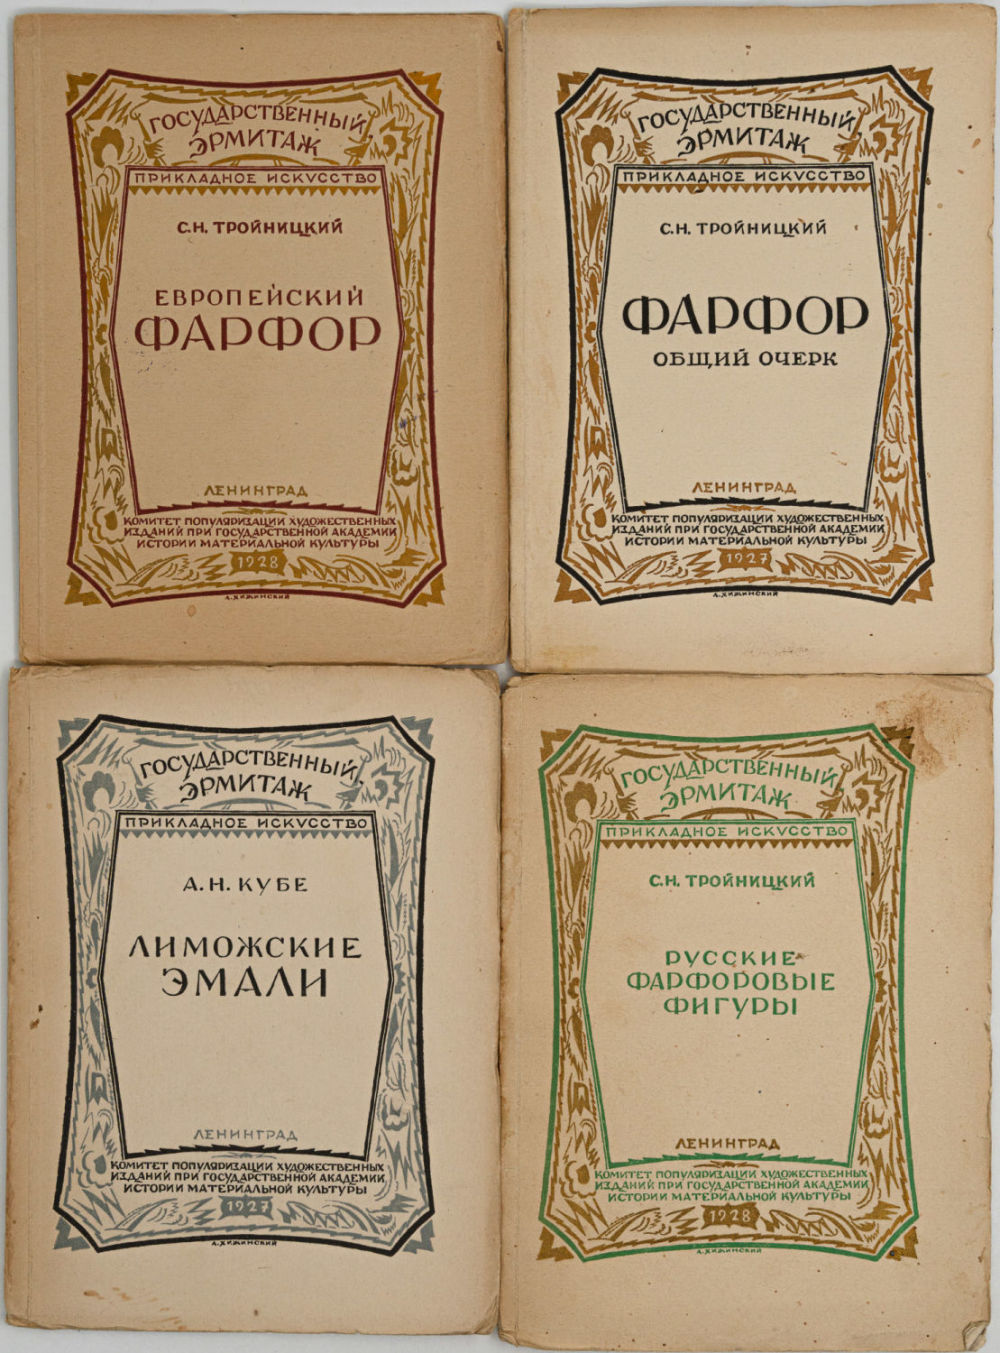 ГОСУДАРСТВЕННЫЙ
ЭРМИТАЖ
ПРИКЛАДНОЕ ИСКУССТВО
С.Н. ТРОЙНИЦКИЙ
ЕВРОПЕЙСКИЙ
ФАРФОР
ЛЕНИНГРАД
КОМИТЕТ ПОПУЛЯРИЗАЦИИ ХУДОЖЕСТВЕННЫХ
ИЗДАНИЙ ПРИ ГОСУДАРСТВЕННОЙ АКАДЕМИИ
ИСТОРИИ МАТЕРИАЛЬНОЙ КУЛЬТУРЫ
1928
А. ХИЖИНСКИЙ
ГОСУДАРСТВЕННЫЙ
ЭРМИТАЖ
ПРИКЛАДНОЕ ИСКУССТВО
С.Н. ТРОЙНИЦКИЙ
ФАРФОР
ОБЩИЙ ОЧЕРК
ЛЕНИНГРАД
КОМИТЕТ ПОПУЛЯРИЗАЦИИ ХУДОЖЕСТВЕННЫХ
ИЗДАНИЙ ПРИ ГОСУДАРСТВЕННОЙ АКАДЕМИИ
ИСТОРИИ МАТЕРИАЛЬНОЙ КУЛЬТУРЫ
1927
Л. ХИЖИНСКИЙ
ГОСУДАРСТВЕННЫЙ
ЭРМИТАЖ
ПРИКЛАДНОЕ ИСКУССТВО
А. Н. КУБЕ
ЛИМОЖСКИЕ
ЭМАЛИ
ЛЕНИНГРАД
КОМИТЕТ ПОПУЛЯРИЗАЦИИ ХУДОЖЕСТВЕННЫХ
ИЗДАНИЙ ПРИ ГОСУДАРСТВЕННОЙ АКАДЕМИИ
ИСТОРИИ МАТЕРИАЛЬНОЙ КУЛЬТУРЫ
1927
Л. ХИЖИНСКИЙ
ГОСУДАРСТВЕННЫЙ
ЭРМИТАЖ
ПРИКЛАДНОЕ ИСКУССТВО
С.Н. ТРОЙНИЦКИЙ
РУССКИЕ
ФАРФОРОВЫЕ
ФИГУРЫ
ЛЕНИНГРАД
КОМИТЕТ ПОПУЛЯРИЗАЦИИ ХУДОЖЕСТВЕННЫХ
ИЗДАНИЙ ПРИ ГОСУДАРСТВЕННОЙ АКАДЕМИИ
ИСТОРИИ МАТЕРИАЛЬНОЙ КУЛЬТУРЫ
1928
Л. ХИЖИНСКИЙ